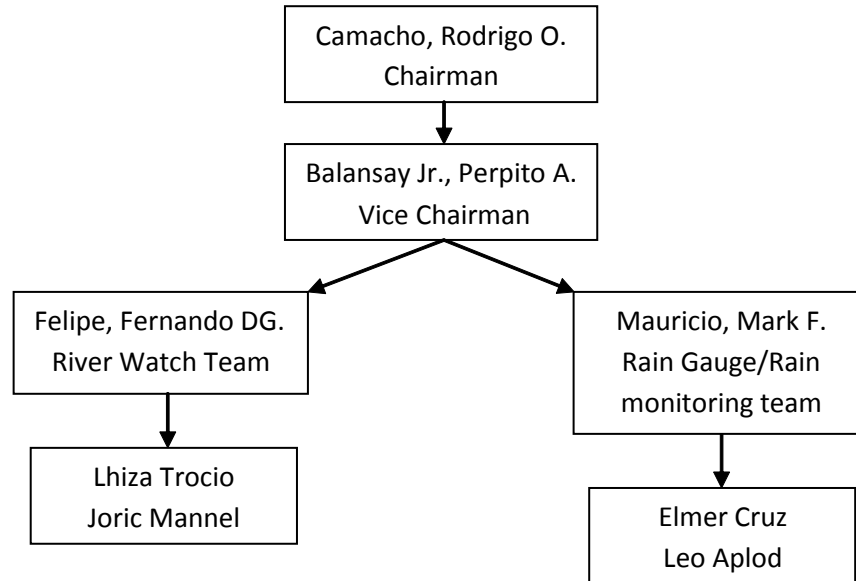 Camacho, Rodrigo O.
Chairman
Balansay Jr., Perpito A.
Vice Chairman
Felipe, Fernando DG.
River Watch Team
Lhiza Trocio
Joric Mannel
Mauricio, Mark F.
Rain Gauge/Rain
monitoring team
Elmer Cruz
Leo Aplod